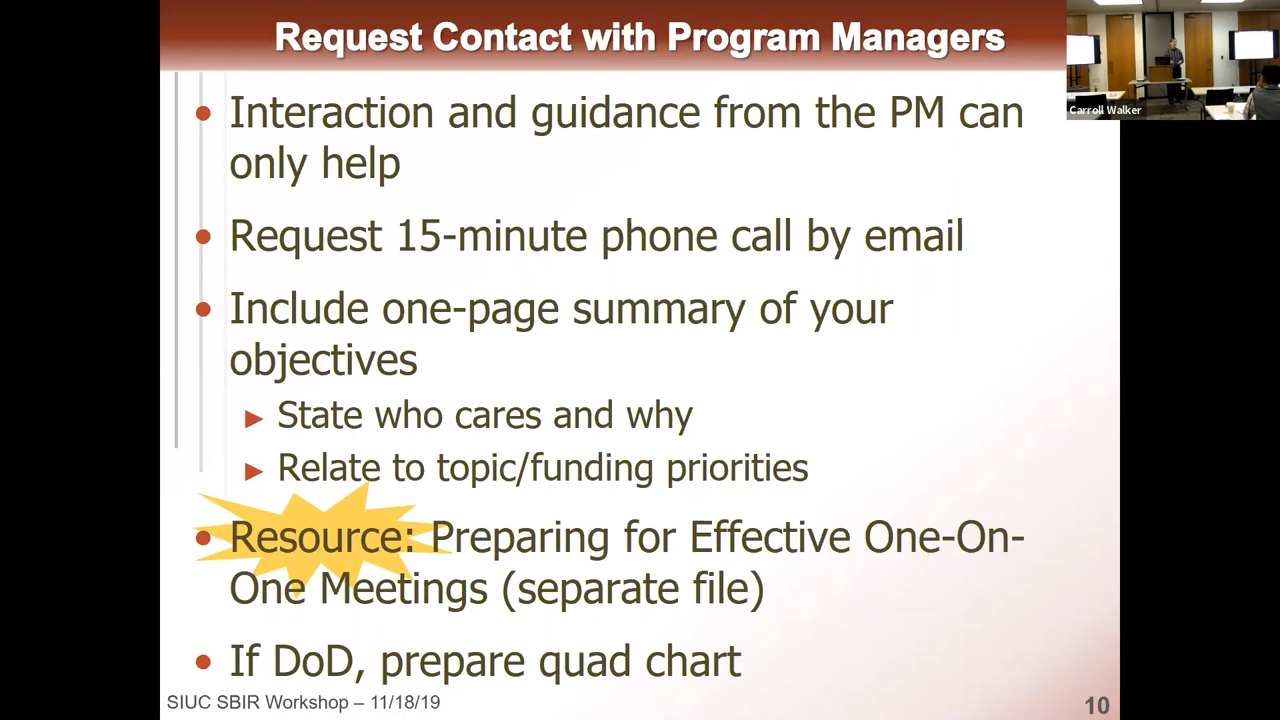 Request Contact with Program Managers
Carroll Walker
• Interaction and guidance from the PM can
only help
• Request 15-minute phone call by email
• Include one-page summary of your
objectives
► State who cares and why
► Relate to topic/funding priorities
• Resource: Preparing for Effective One-On-
One Meetings (separate file)
• If DoD, prepare quad chart
SIUC SBIR Workshop – 11/18/19
10